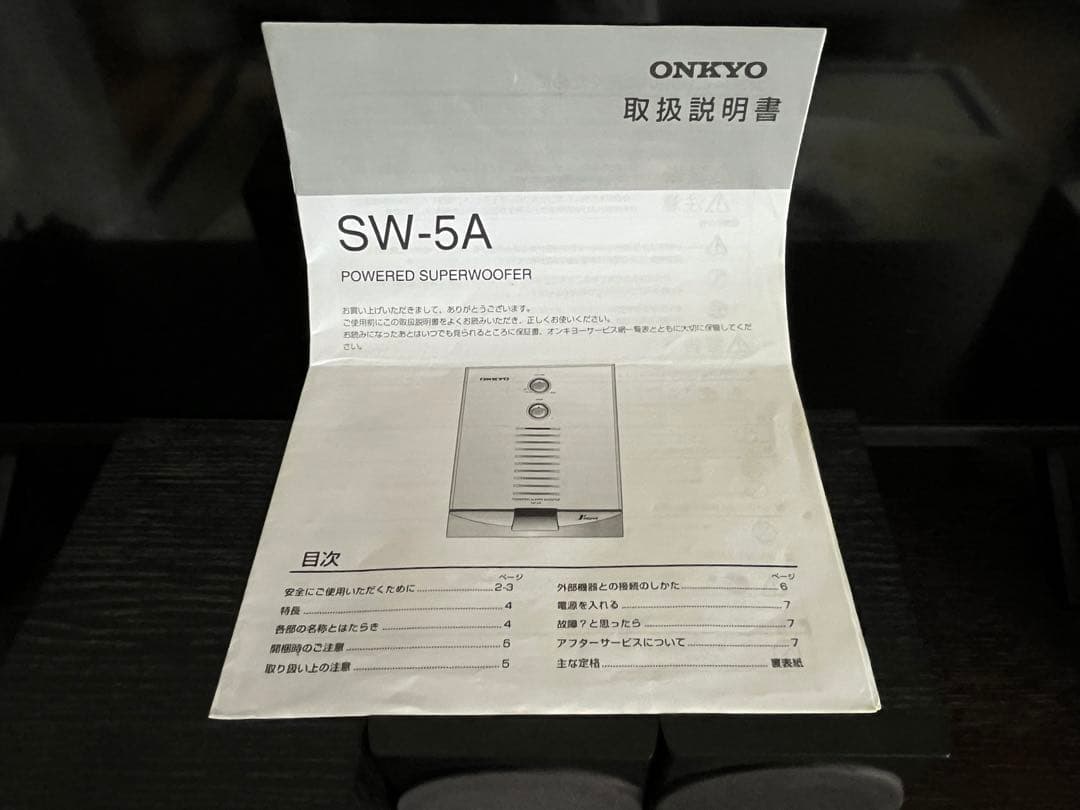 ONKYO
取扱説明書
SW-5A
POWERED SUPERWOOFER
お買い上げいただきまして、ありがとうございます。
ご使用前にこの取扱説明書をよくお読みいただき、正しくお使いください。
お読みになったあとはいつでも見られるところに保証書、オンキヨーサービス網一覧表とともに大切に保管してくだ
さい。
ONKYO
目次
ページ
安全にご使用いただくために 2-3
特長 4
各部の名称とはたらき 4
開梱時のご注意 5
取り扱い上の注意 5
ページ
外部機器との接続のしかた 6
電源を入れる 7
故障？と思ったら 7
アフターサービスについて 7
主な定格 裏表紙